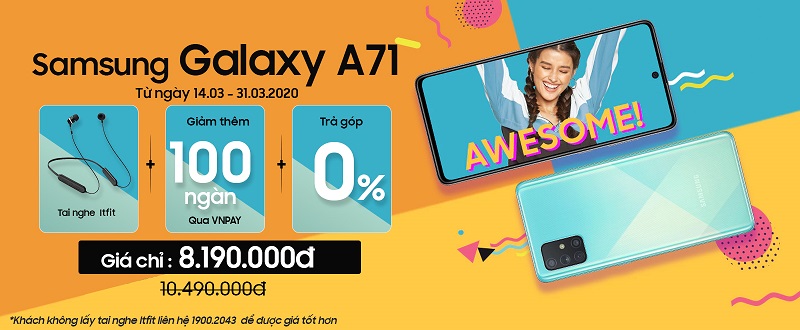 Samsung Galaxy A71
Từ ngày 14.03 - 31.03.2020
Tai nghe Itfit
+
Giảm thêm
100
ngàn
Qua VNPAY
+
Trả góp
0%
Giá chỉ : 8.190.000đ
10.490.000đ
*Khách không lấy tai nghe Itfit liên hệ 1900.2043 để được giá tốt hơn
AWESOME!
SAMSUNG